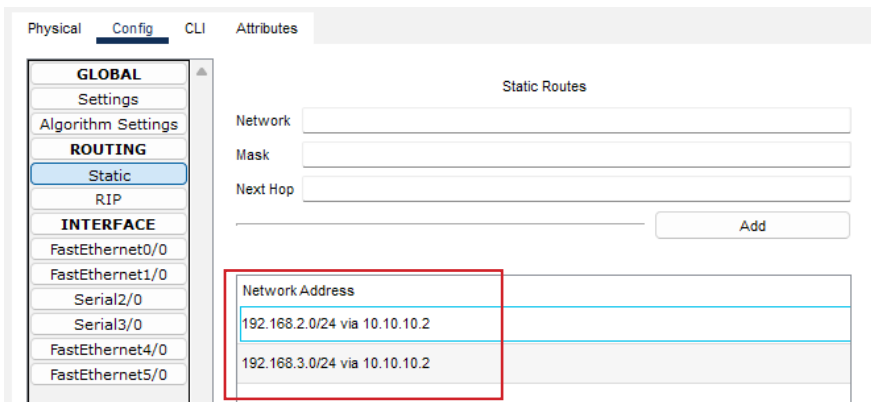 Physical Config CLI Attributes
GLOBAL
Settings
Algorithm Settings
ROUTING
Static
RIP
INTERFACE
FastEthernet0/0
FastEthernet1/0
Serial2/0
Serial3/0
FastEthernet4/0
FastEthernet5/0
Static Routes
Network
Mask
Next Hop
Add
Network Address
192.168.2.0/24 via 10.10.10.2
192.168.3.0/24 via 10.10.10.2